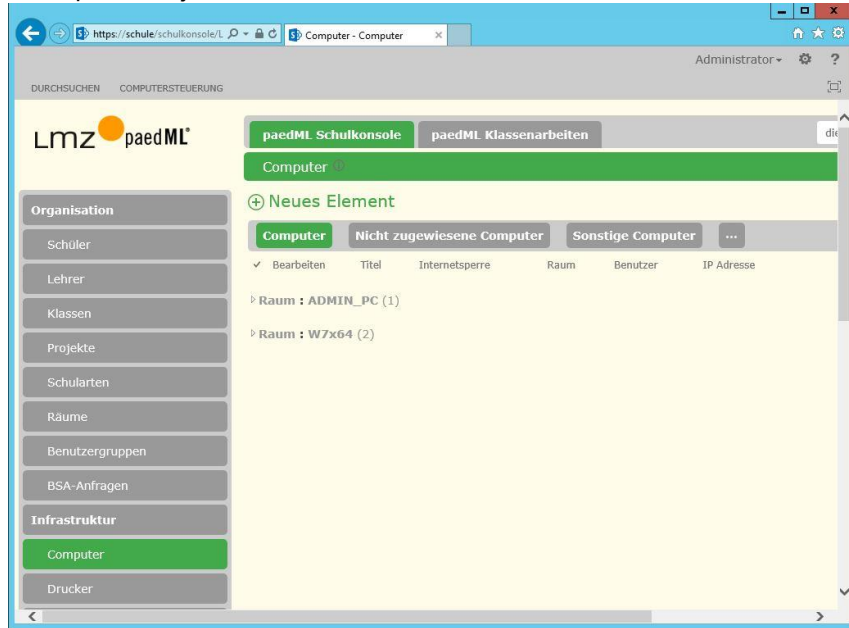 https://schule/schulkonsole/L
Computer - Computer
Administrator
?
DURCHSUCHEN COMPUTERSTEUERUNG
Lmz paedML®
paedML Schulkonsole paedML Klassenarbeiten
die
Computer
Neues Element
Organisation
Computer Nicht zugewiesene Computer Sonstige Computer ...
Schüler
Bearbeiten Titel Internetsperre Raum Benutzer IP Adresse
Lehrer
Raum : ADMIN_PC (1)
Klassen
Raum : W7x64 (2)
Projekte
Schularten
Räume
Benutzergruppen
BSA-Anfragen
Infrastruktur
Computer
Drucker